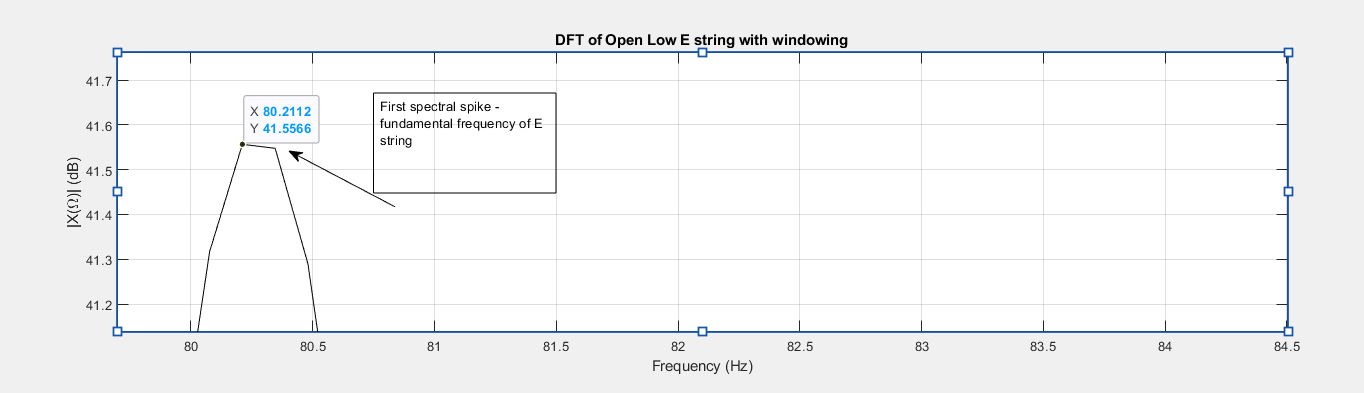 DFT of Open Low E string with windowing
41.7
41.6
41.5
41.4
41.3
41.2
|X(Ω)| (dB)
X 80.2112
Y 41.5566
First spectral spike -
fundamental frequency of E
string
80 80.5 81 81.5 82 82.5 83 83.5 84 84.5
Frequency (Hz)